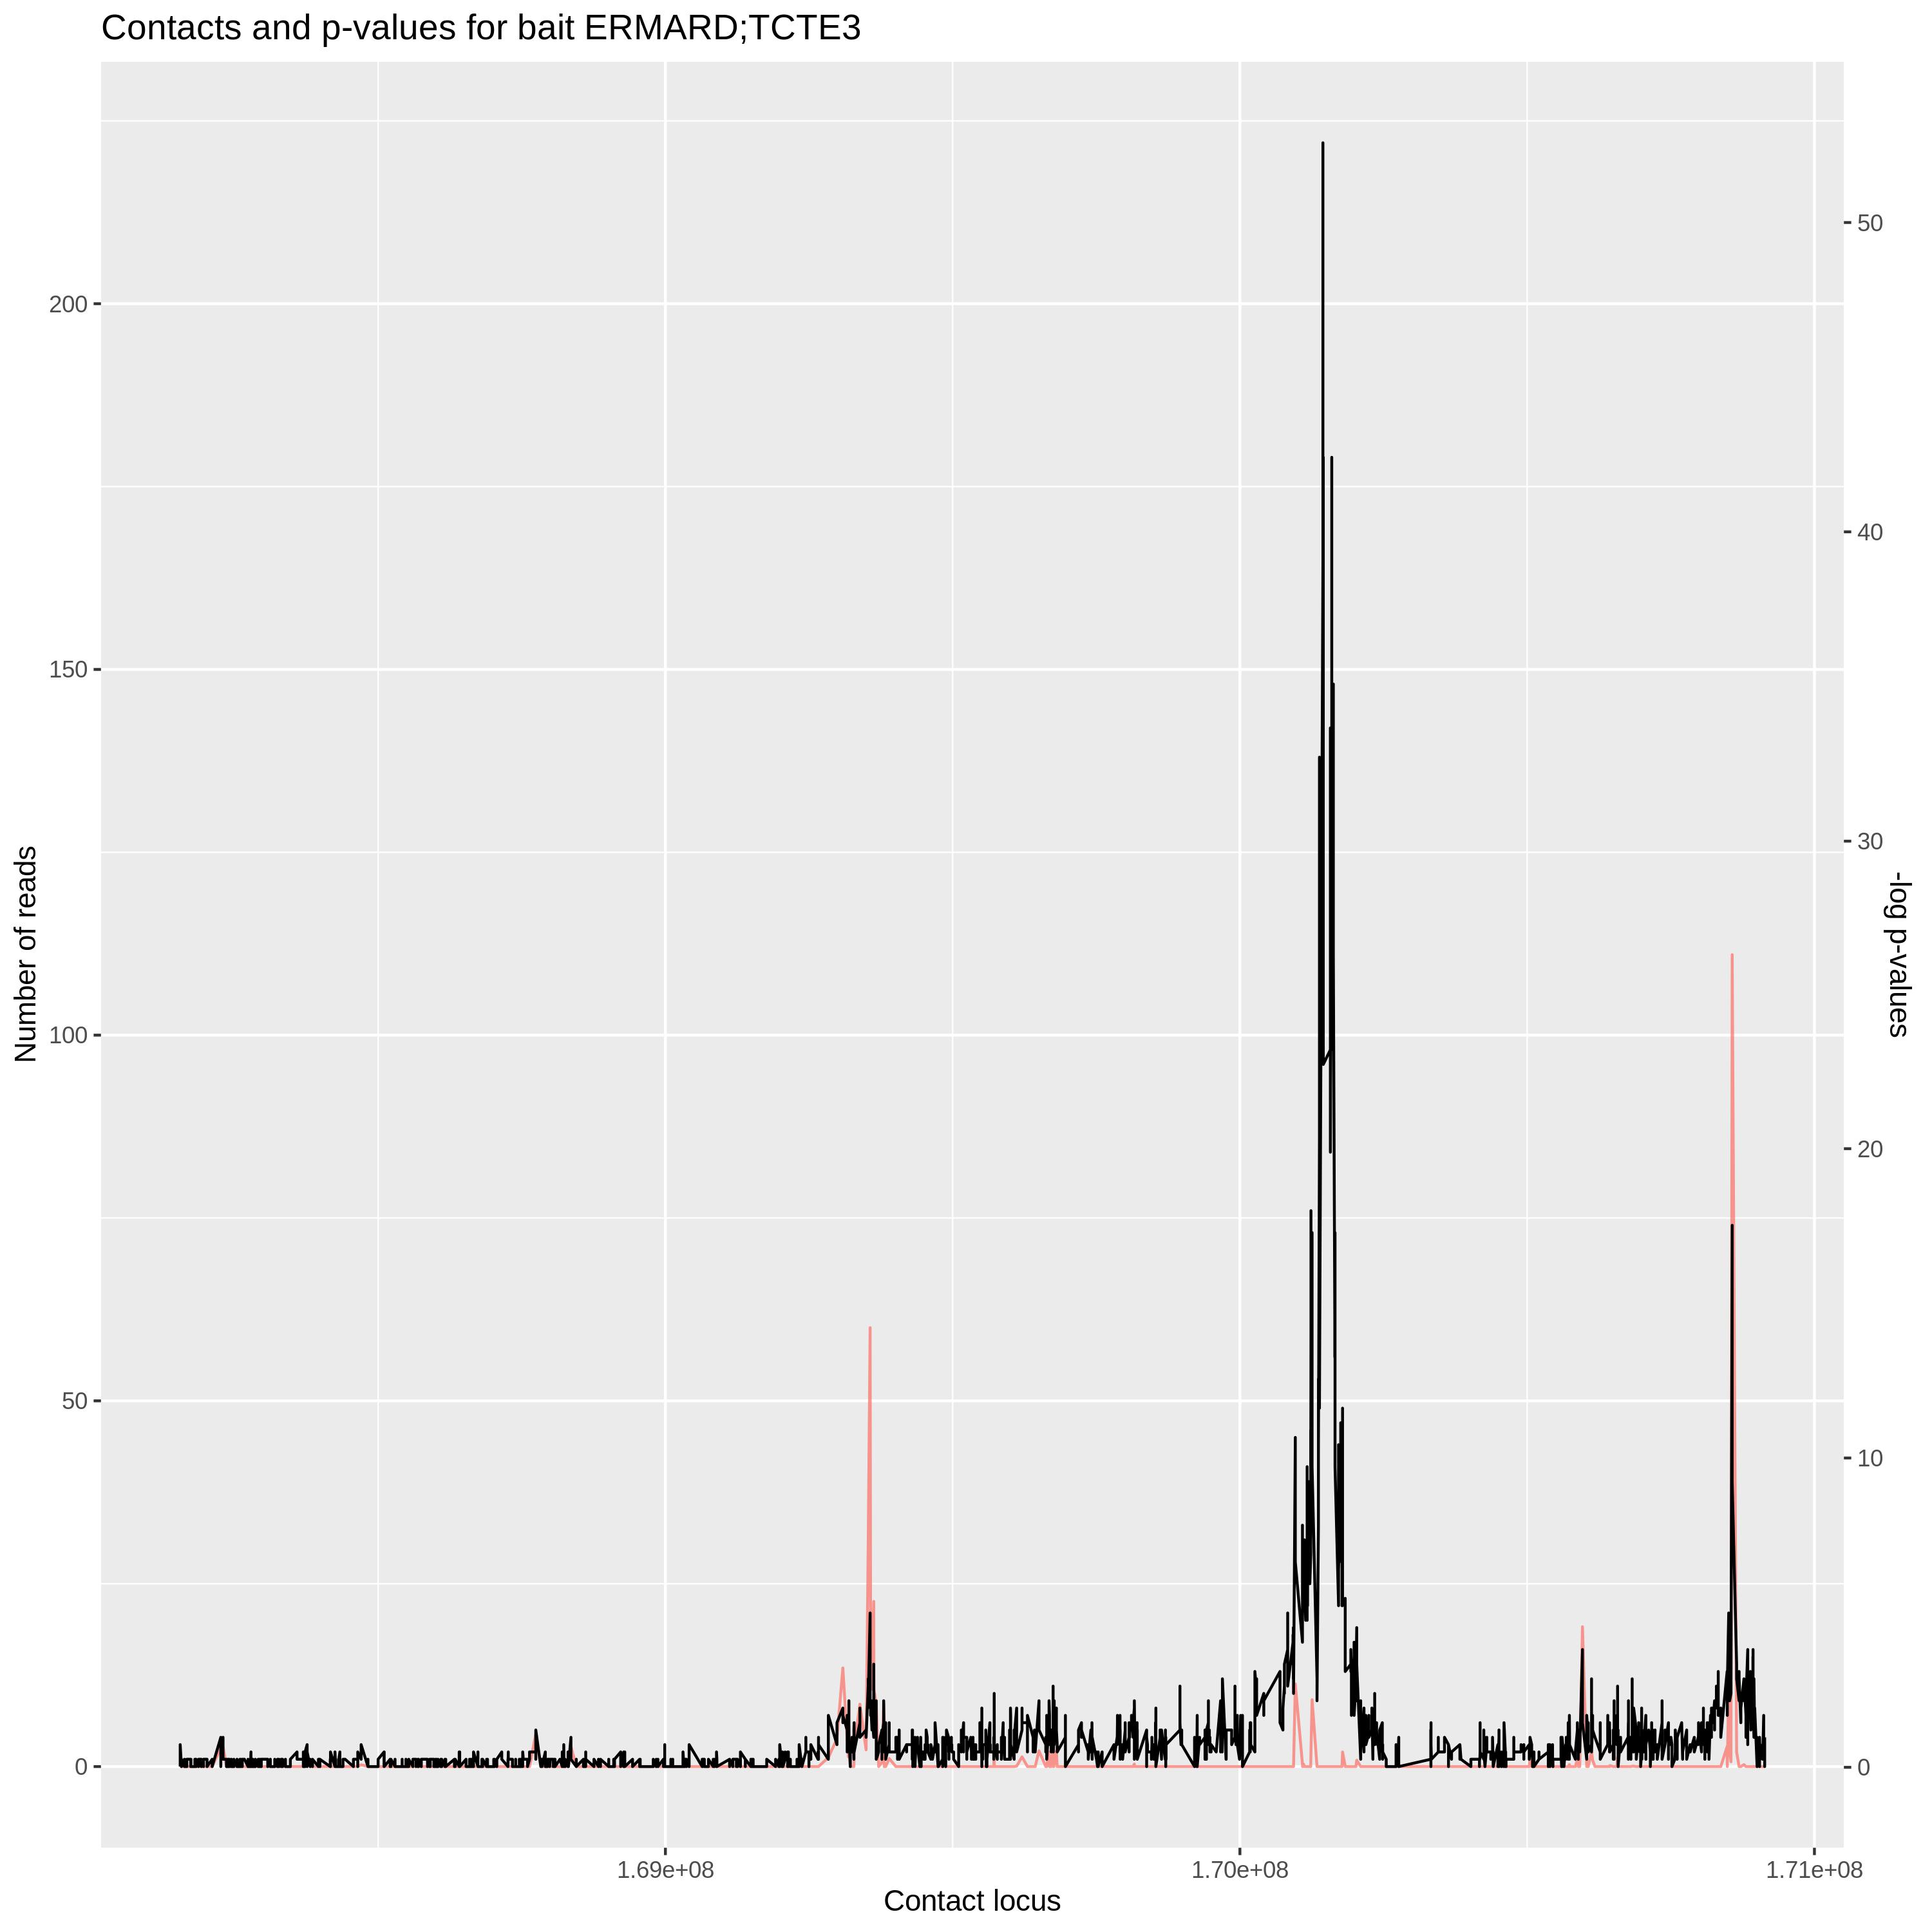 Contacts and p-values for bait ERMARD;TCTE3
Number of reads
200
150
100
50
0
50
40
30
20
10
0
-log p-values
1.69e+08
1.70e+08
1.71e+08
Contact locus